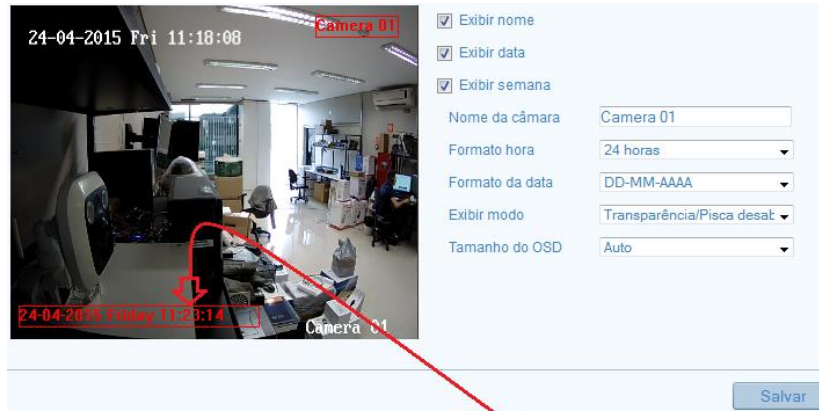 24-04-2015 Fri 11:18:08
Camera 01
24-04-2015 Friday 11:23:14
Camera 01
Exibir nome
Exibir data
Exibir semana
Nome da câmara Camera 01
Formato hora 24 horas
Formato da data DD-MM-AAAA
Exibir modo Transparência/Pisca desat
Tamanho do OSD Auto
Salvar